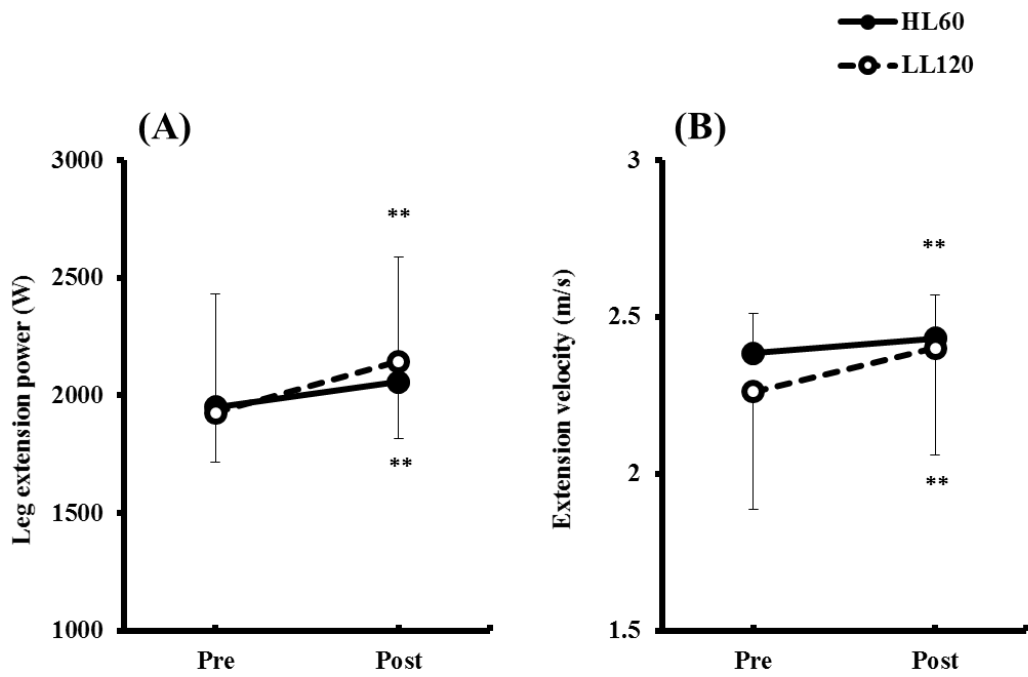 HL60
LL120
(A)
3000
2500
2000
1500
1000
Leg extension power (W)
**
**
Pre
Post
(B)
3
2.5
2
1.5
Extension velocity (m/s)
**
**
Pre
Post